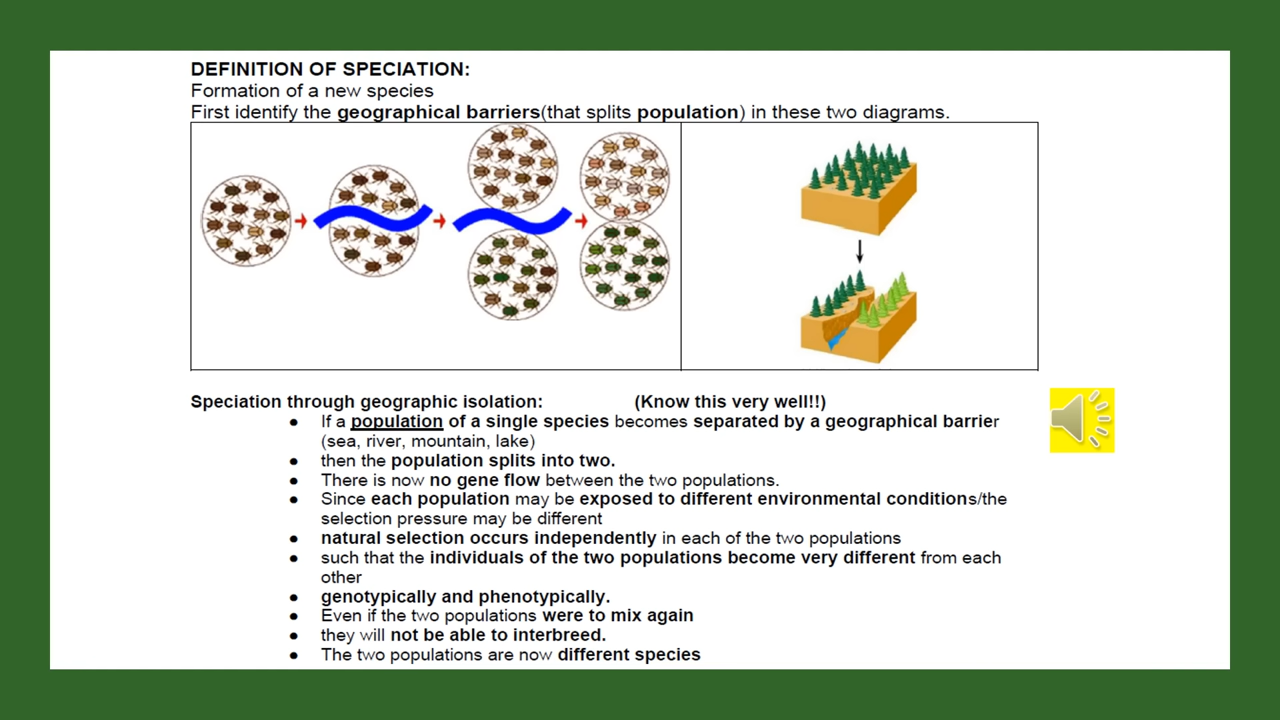 DEFINITION OF SPECIATION:
Formation of a new species
First identify the geographical barriers(that splits population) in these two diagrams.
Speciation through geographic isolation: (Know this very well!!)
● If a population of a single species becomes separated by a geographical barrier
(sea, river, mountain, lake)
● then the population splits into two.
● There is now no gene flow between the two populations.
● Since each population may be exposed to different environmental conditions/the
selection pressure may be different
● natural selection occurs independently in each of the two populations
● such that the individuals of the two populations become very different from each
other
● genotypically and phenotypically.
● Even if the two populations were to mix again
● they will not be able to interbreed.
● The two populations are now different species